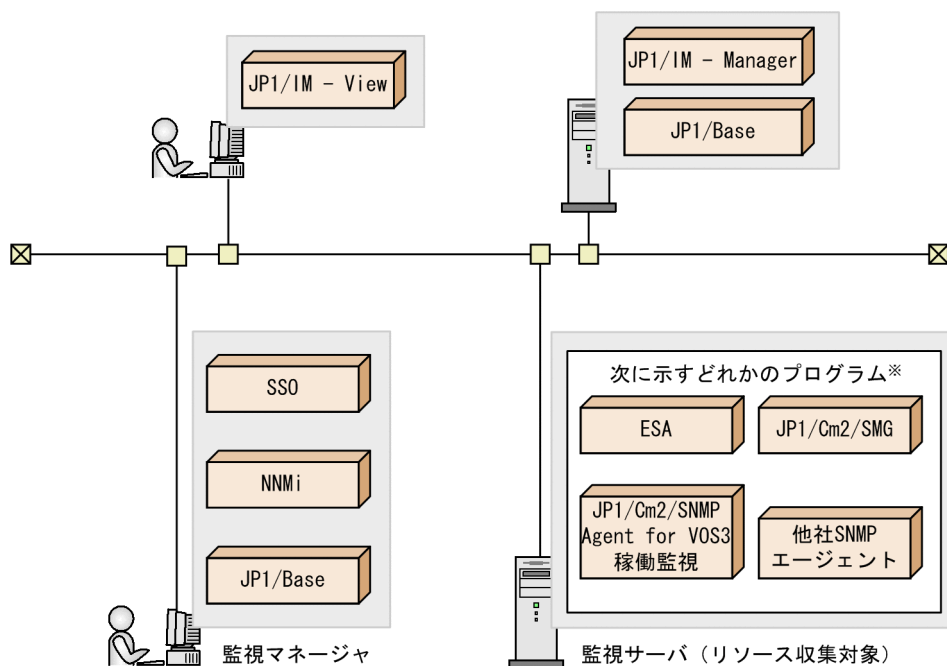 JP1/IM － View
JP1/IM － Manager
JP1/Base
SSO
NNMi
JP1/Base
監視マネージャ
次に示すどれかのプログラム※
ESA
JP1/Cm2/SMG
JP1/Cm2/SNMP
Agent for VOS3
稼働監視
他社SNMP
エージェント
監視サーバ（リソース収集対象）